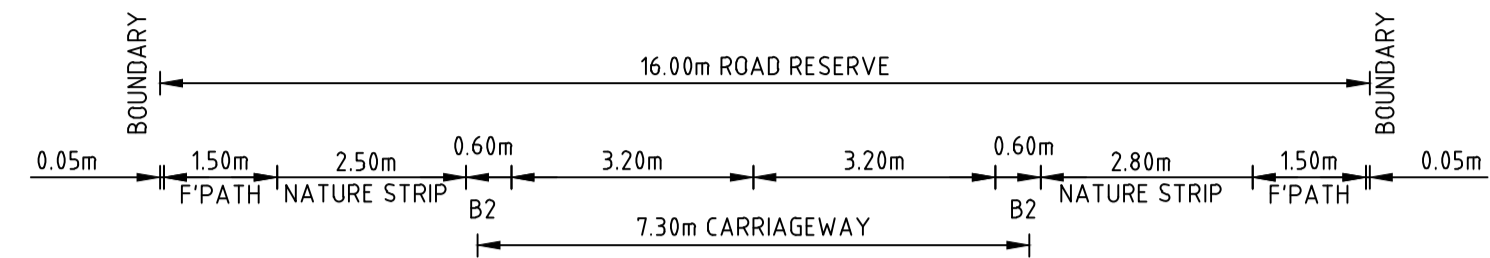 BOUNDARY
16.00m ROAD RESERVE
BOUNDARY
0.05m
1.50m
2.50m
0.60m
3.20m
3.20m
0.60m
2.80m
1.50m
0.05m
F'PATH
NATURE STRIP
B2
B2
NATURE STRIP
F'PATH
7.30m CARRIAGEWAY